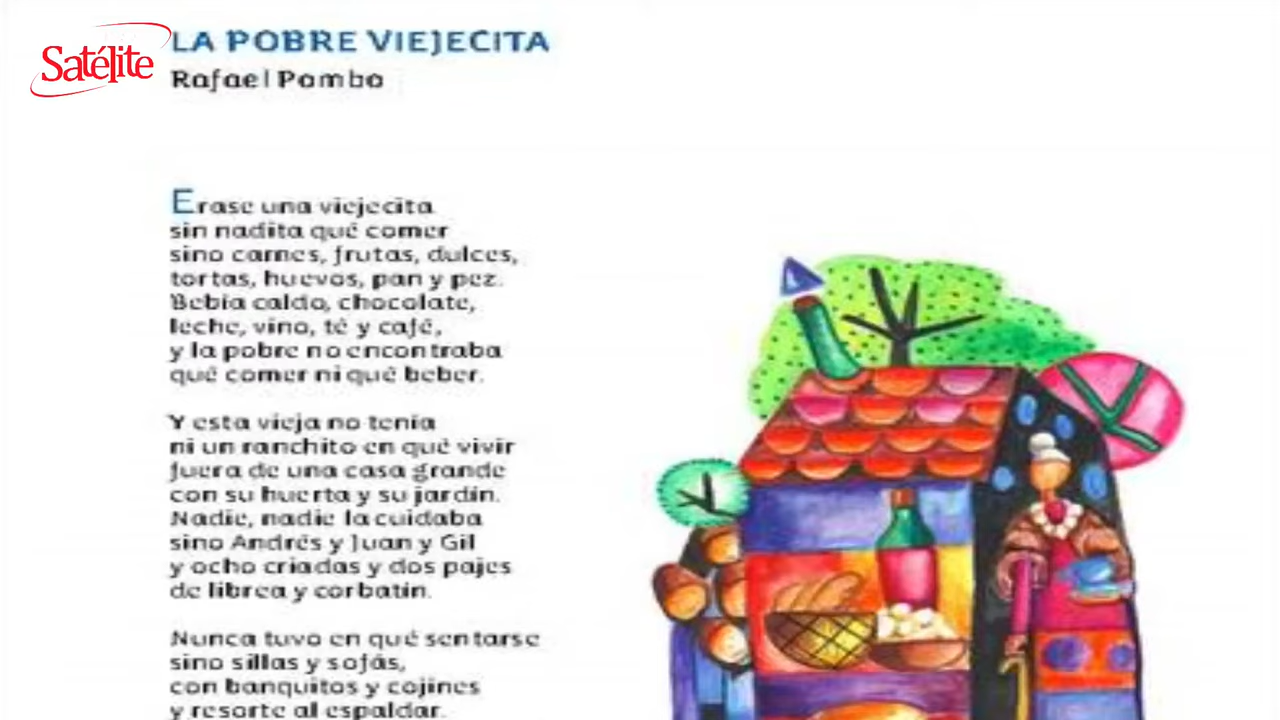 Satélite
LA POBRE VIEJECITA
Rafael Pombo
Erase una viejecita
sin nadita qué comer
sino carnes, frutas, dulces,
tortas, huevos, pan y pez.
Bebía caldo, chocolate,
leche, vino, té y café,
y la pobre no encontraba
qué comer ni qué beber.
Y esta vieja no tenía
ni un ranchito en qué vivir
fuera de una casa grande
con su huerta y su jardín.
Nadie, nadie la cuidaba
sino Andrés y Juan y Gil
y ocho criadas y dos pajes
de librea y corbatín.
Nunca tuvo en qué sentarse
sino sillas y sofás,
con banquitos y cojines
y resorte al espaldar.